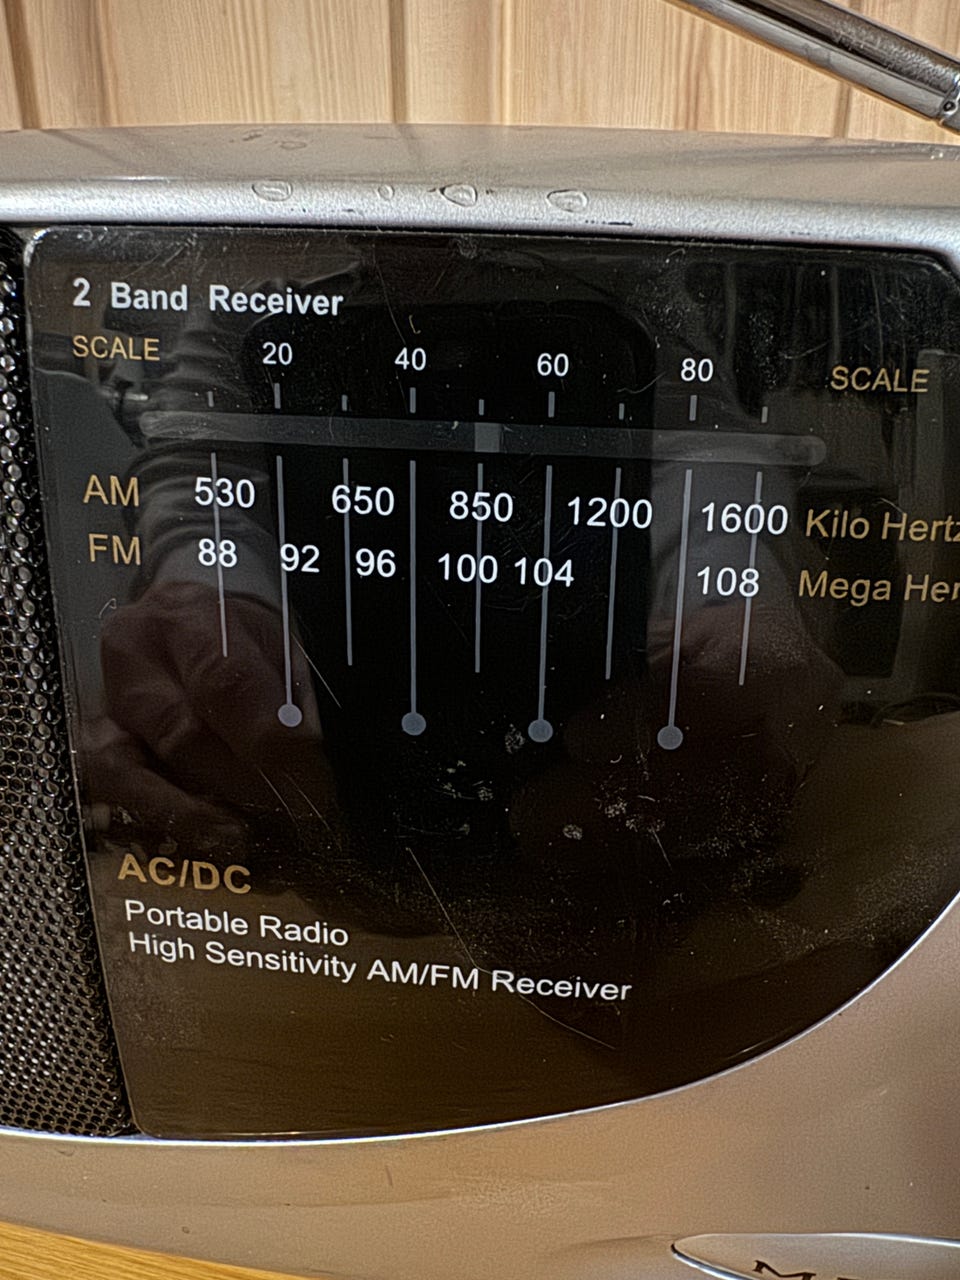 2 Band Receiver
SCALE 20 40 60 80 SCALE
AM 530 650 850 1200 1600 Kilo Hertz
FM 88 92 96 100 104 108 Mega Her
AC/DC
Portable Radio
High Sensitivity AM/FM Receiver